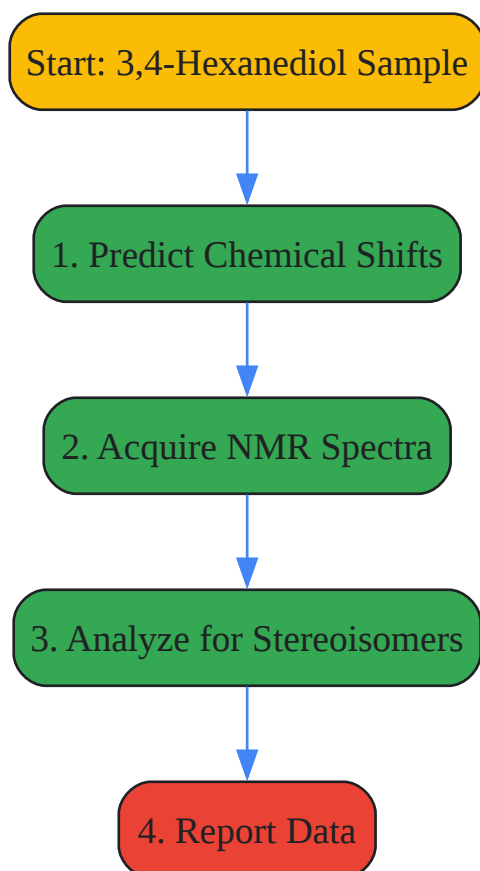 Start: 3,4-Hexanediol Sample
1. Predict Chemical Shifts
2. Acquire NMR Spectra
3. Analyze for Stereoisomers
4. Report Data